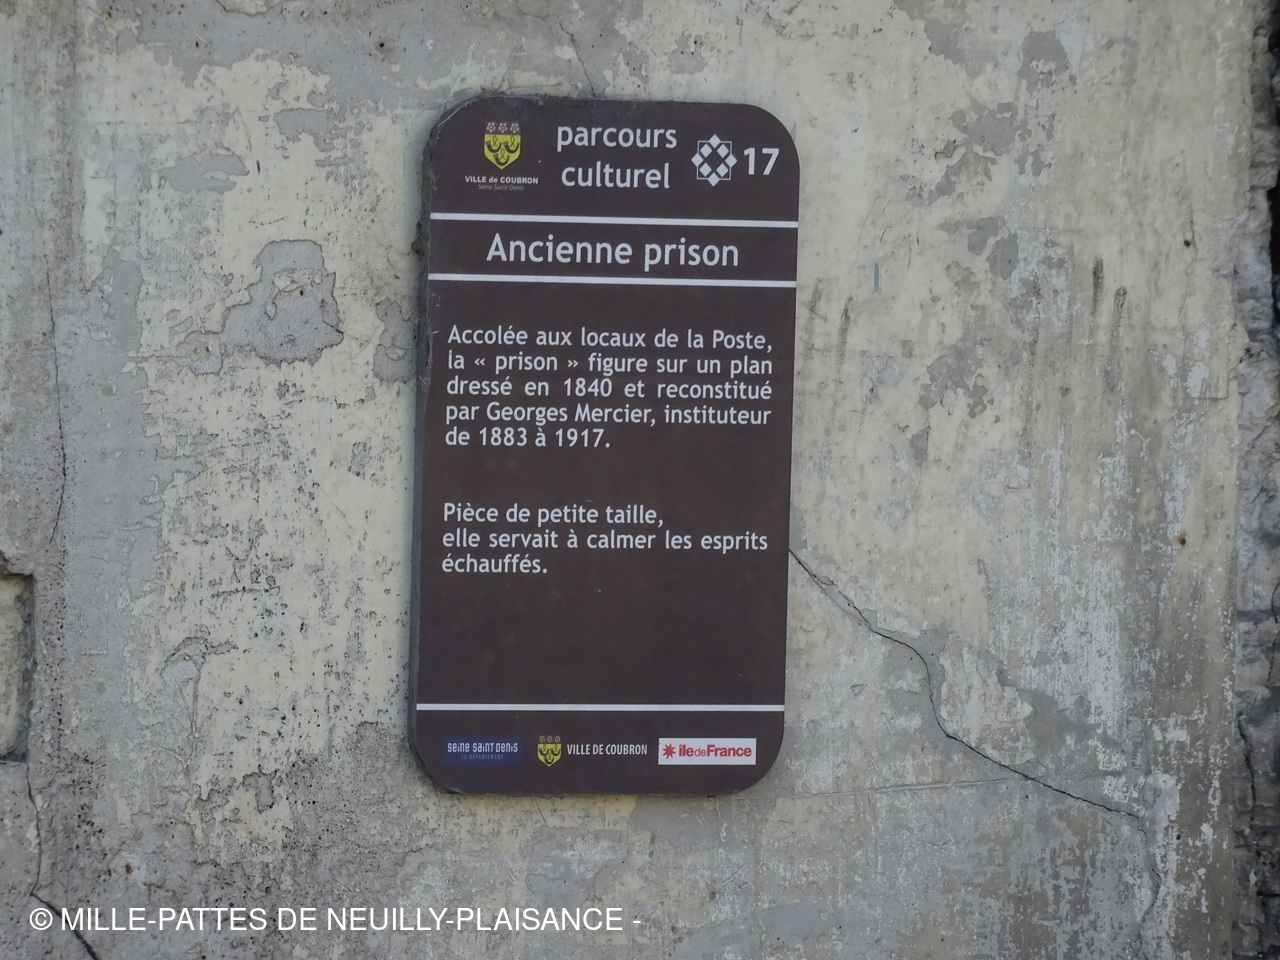 parcours
culturel
17
VILLE de COUBRON
Seine-Saint-Denis
Ancienne prison
Accolée aux locaux de la Poste,
la « prison » figure sur un plan
dressé en 1840 et reconstitué
par Georges Mercier, instituteur
de 1883 à 1917.
Pièce de petite taille,
elle servait à calmer les esprits
échauffés.
seine saint-denis
LE DÉPARTEMENT
VILLE DE COUBRON
île de France
© MILLE-PATTES DE NEUILLY-PLAISANCE -